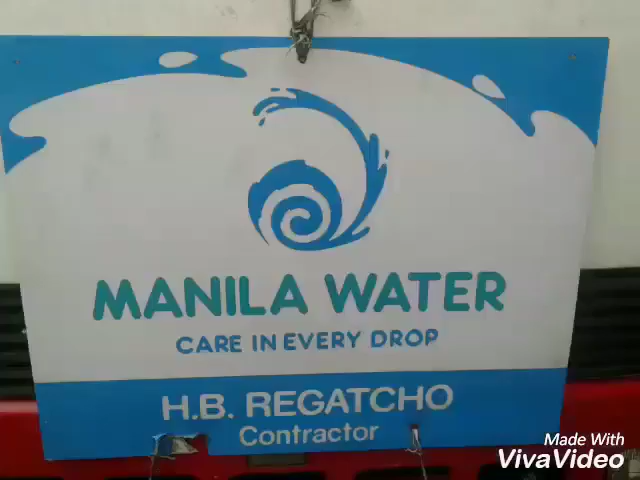 MANILA WATER
CARE IN EVERY DROP
H.B. REGATCHO
Contractor
Made With
VivaVideo